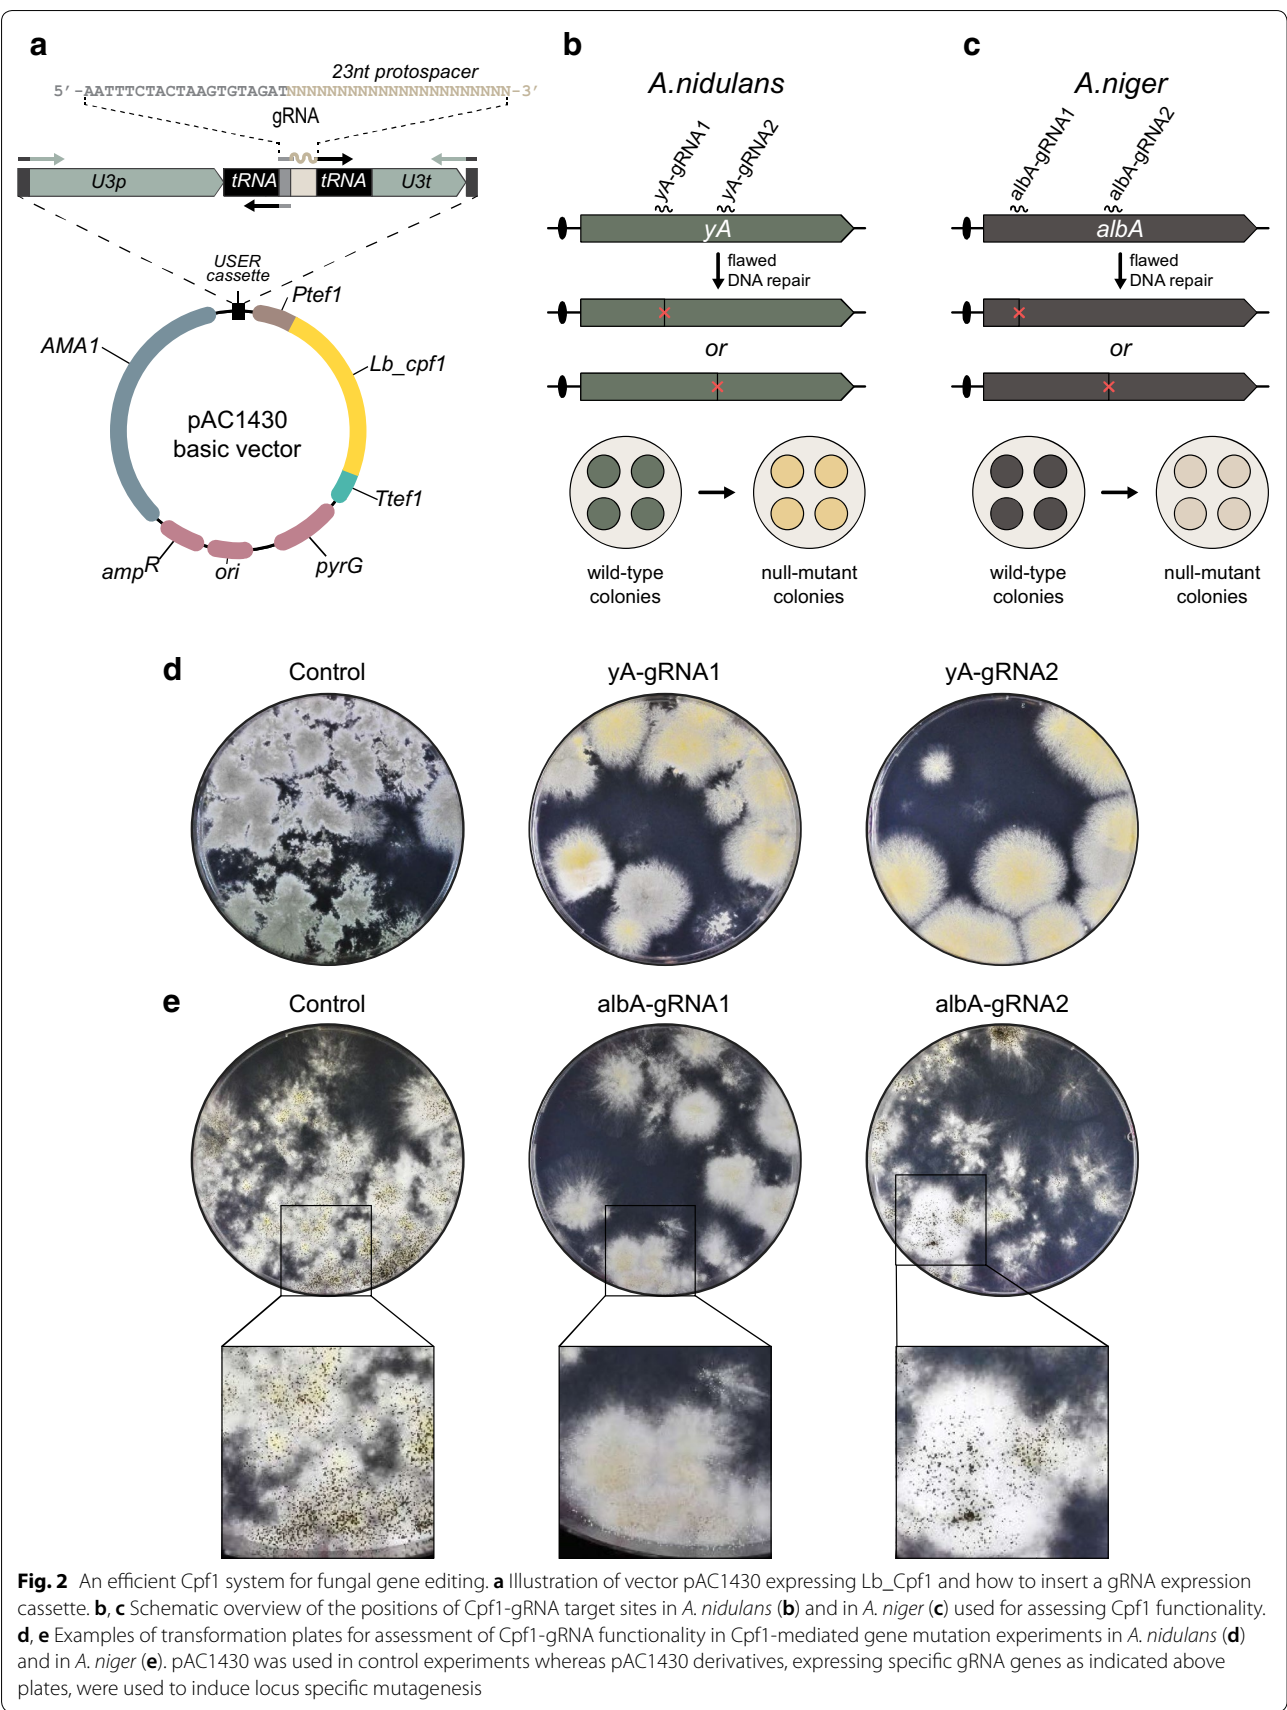 a
23nt protospacer
5’-AATTTCTACTAAGTGTAGATNNNNNNNNNNNNNNNNNNNNNNN-3’
gRNA
U3p
tRNA
tRNA
U3t
USER
cassette
Ptef1
AMA1
Lb_cpf1
pAC1430
basic vector
Ttef1
ampR
ori
pyrG
b
A.nidulans
yA-gRNA1
yA-gRNA2
yA
flawed
DNA repair
or
wild-type
colonies
null-mutant
colonies
c
A.niger
albA-gRNA1
albA-gRNA2
albA
flawed
DNA repair
or
wild-type
colonies
null-mutant
colonies
d
Control
yA-gRNA1
yA-gRNA2
e
Control
albA-gRNA1
albA-gRNA2
Fig. 2 An efficient Cpf1 system for fungal gene editing. a Illustration of vector pAC1430 expressing Lb_Cpf1 and how to insert a gRNA expression
cassette. b, c Schematic overview of the positions of Cpf1-gRNA target sites in A. nidulans (b) and in A. niger (c) used for assessing Cpf1 functionality.
d, e Examples of transformation plates for assessment of Cpf1-gRNA functionality in Cpf1-mediated gene mutation experiments in A. nidulans (d)
and in A. niger (e). pAC1430 was used in control experiments whereas pAC1430 derivatives, expressing specific gRNA genes as indicated above
plates, were used to induce locus specific mutagenesis